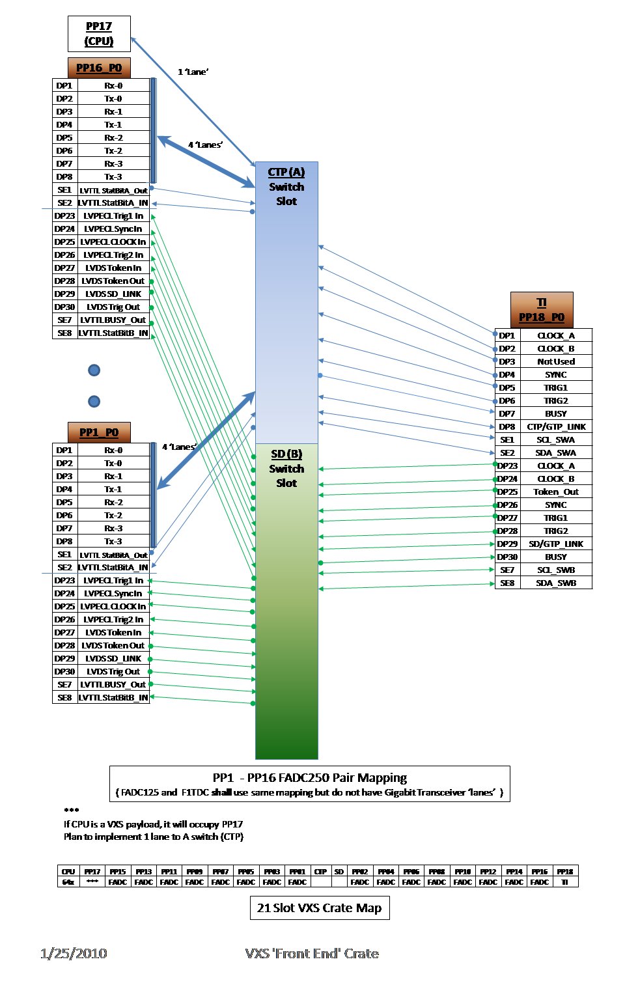 PP17
(CPU)
PP16_P0
DP1 Rx-0
DP2 Tx-0
DP3 Rx-1
DP4 Tx-1
DP5 Rx-2
DP6 Tx-2
DP7 Rx-3
DP8 Tx-3
SE1 LVTTL StatBitA_Out
SE2 LVTTL StatBitA_IN
DP23 LVPECL Trig1 In
DP24 LVPECL Sync In
DP25 LVPECL CLOCK In
DP26 LVPECL Trig2 In
DP27 LVDS Token In
DP28 LVDS Token Out
DP29 LVDS SD_LINK
DP30 LVDS Trig Out
SE7 LVTTL BUSY_Out
SE8 LVTTL StatBitB_IN
1 ‘Lane’
4 ‘Lanes’
CTP (A)
Switch
Slot
PP1_P0
DP1 Rx-0
DP2 Tx-0
DP3 Rx-1
DP4 Tx-1
DP5 Rx-2
DP6 Tx-2
DP7 Rx-3
DP8 Tx-3
SE1 LVTTL StatBitA_Out
SE2 LVTTL StatBitA_IN
DP23 LVPECL Trig1 In
DP24 LVPECL Sync In
DP25 LVPECL CLOCK In
DP26 LVPECL Trig2 In
DP27 LVDS Token In
DP28 LVDS Token Out
DP29 LVDS SD_LINK
DP30 LVDS Trig Out
SE7 LVTTL BUSY_Out
SE8 LVTTL StatBitB_IN
4 ‘Lanes’
SD (B)
Switch
Slot
TI
PP18_P0
DP1 CLOCK_A
DP2 CLOCK_B
DP3 Not Used
DP4 SYNC
DP5 TRIG1
DP6 TRIG2
DP7 BUSY
DP8 CTP/GTP_LINK
SE1 SCL_SWA
SE2 SDA_SWA
DP23 CLOCK_A
DP24 CLOCK_B
DP25 Token_Out
DP26 SYNC
DP27 TRIG1
DP28 TRIG2
DP29 SD/GTP_LINK
DP30 BUSY
SE7 SCL_SWB
SE8 SDA_SWB
PP1 - PP16 FADC250 Pair Mapping
( FADC125 and F1TDC shall use same mapping but do not have Gigabit Transceiver ‘lanes’ )
***
If CPU is a VXS payload, it will occupy PP17
Plan to implement 1 lane to A switch (CTP)
CPU PP17 PP15 PP13 PP11 PP09 PP07 PP05 PP03 PP01 CTP SD PP02 PP04 PP06 PP08 PP10 PP12 PP14 PP16 PP18
64x *** FADC FADC FADC FADC FADC FADC FADC FADC FADC FADC FADC FADC FADC FADC FADC FADC TI
21 Slot VXS Crate Map
1/25/2010
VXS 'Front End' Crate